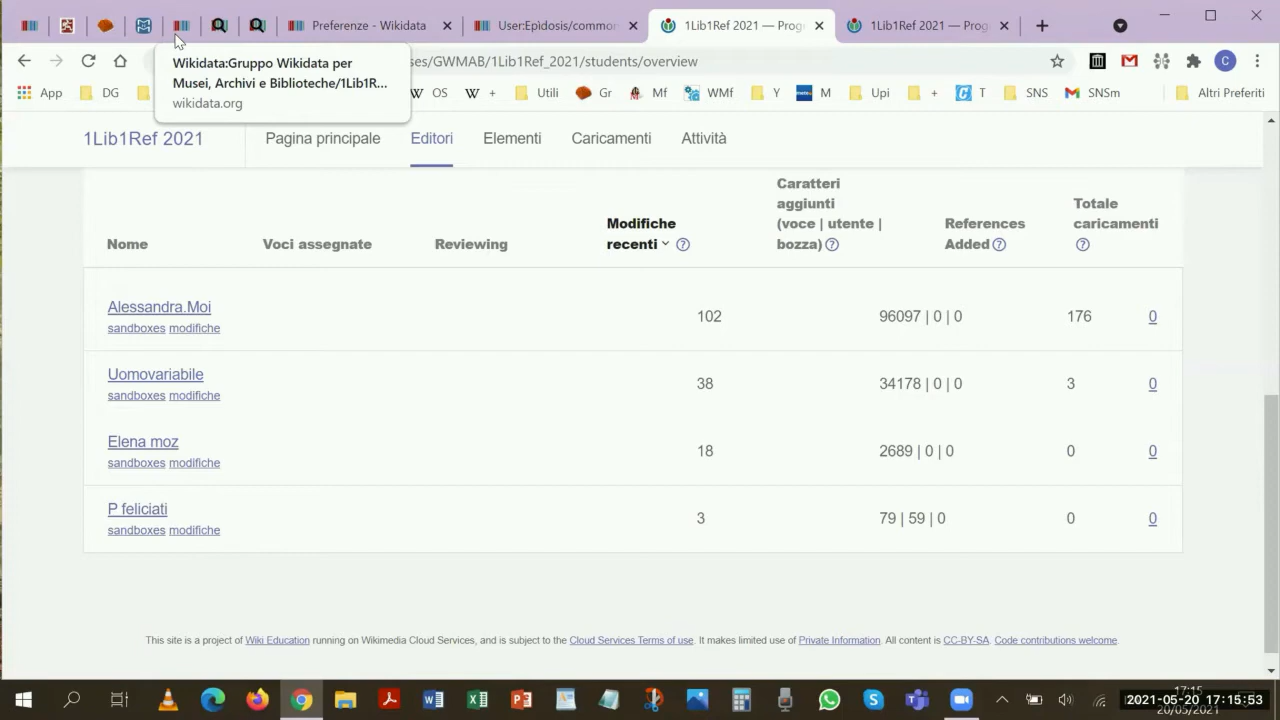 Preferenze - Wikidata
User:Epìdosis/common
1Lib1Ref 2021 — Prog
1Lib1Ref 2021 — Prog
Wikidata:Gruppo Wikidata per
Musei, Archivi e Biblioteche/1Lib1R...
wikidata.org
ses/GWMAB/1Lib1Ref_2021/students/overview
C
App
DG
W OS
W +
Utili
Gr
Mf
WMf
Y
M
Upi
+
T
SNS
SNSm
Altri Preferiti
1Lib1Ref 2021
Pagina principale
Editori
Elementi
Caricamenti
Attività
Nome
Voci assegnate
Reviewing
Modifiche
recenti
Caratteri
aggiunti
(voce | utente |
bozza)
References
Added
Totale
caricamenti
Alessandra.Moi
sandboxes modifiche
102
96097 | 0 | 0
176
0
Uomovariabile
sandboxes modifiche
38
34178 | 0 | 0
3
0
Elena moz
sandboxes modifiche
18
2689 | 0 | 0
0
0
P feliciati
sandboxes modifiche
3
79 | 59 | 0
0
0
This site is a project of Wiki Education running on Wikimedia Cloud Services, and is subject to the Cloud Services Terms of use. It makes limited use of Private Information. All content is CC-BY-SA. Code contributions welcome.
17:15
2021-05-20 17:15:53
20/05/2021